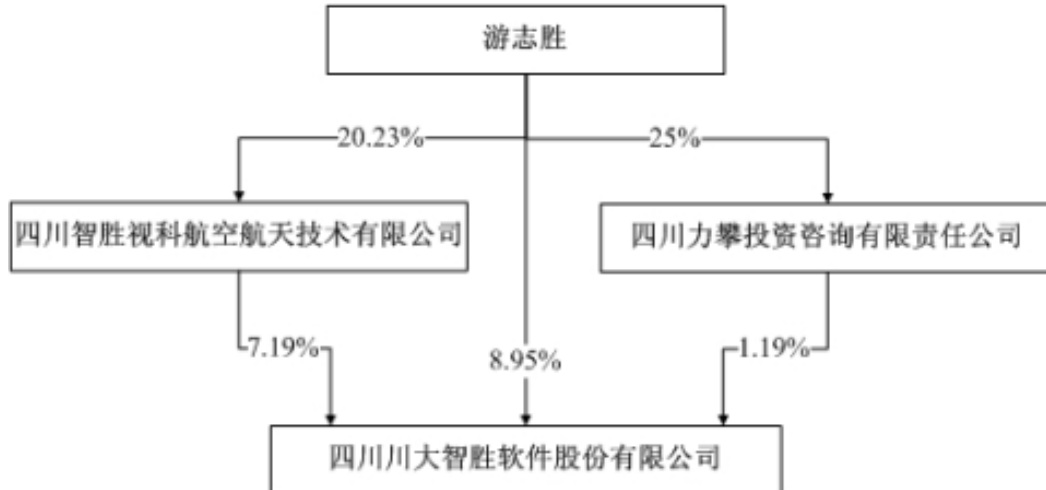 游志胜
20.23%
25%
四川智胜视科航空航天技术有限公司
四川力攀投资咨询有限责任公司
7.19%
8.95%
1.19%
四川川大智胜软件股份有限公司